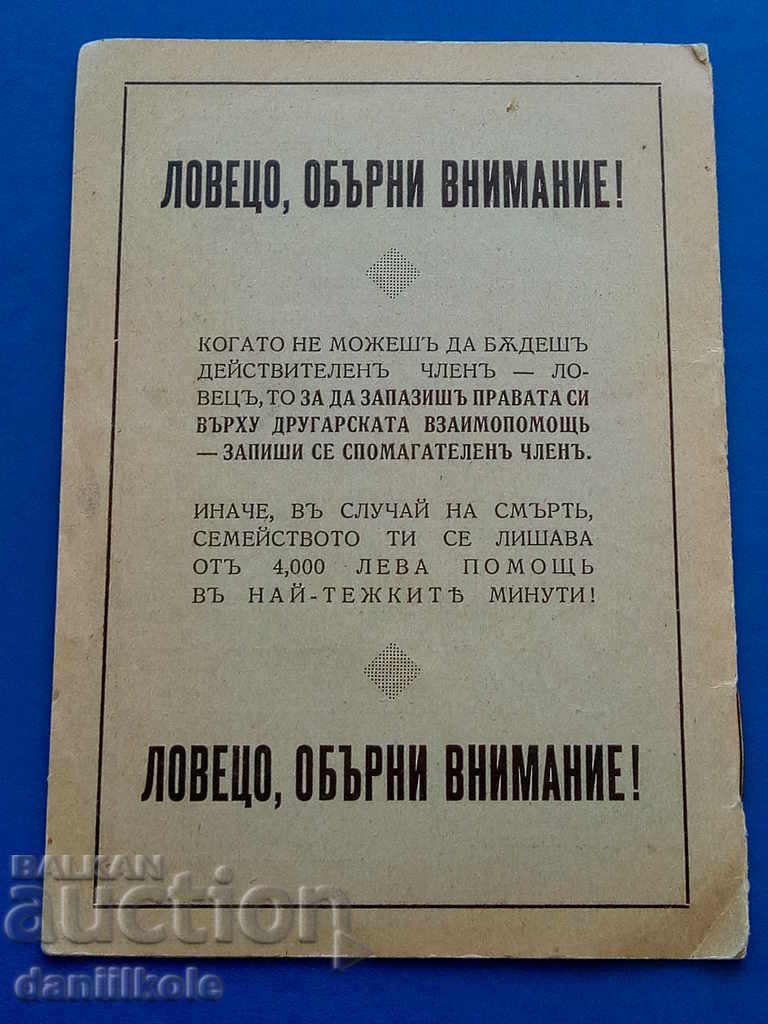 ЛОВЕЦО, ОБЪРНИ ВНИМАНИЕ!
КОГАТО НЕ МОЖЕШЪ ДА БѪДЕШЪ
ДЕЙСТВИТЕЛЕНЪ ЧЛЕНЪ — ЛО-
ВЕЦЪ, ТО ЗА ДА ЗАПАЗИШЪ ПРАВАТА СИ
ВЪРХУ ДРУГАРСКАТА ВЗАИМОПОМОЩЬ
— ЗАПИШИ СЕ СПОМАГАТЕЛЕНЪ ЧЛЕНЪ.
ИНАЧЕ, ВЪ СЛУЧАЙ НА СМЪРТЬ,
СЕМЕЙСТВОТО ТИ СЕ ЛИШАВА
ОТЪ 4,000 ЛЕВА ПОМОЩЬ
ВЪ НАЙ-ТЕЖКИТѢ МИНУТИ!
ЛОВЕЦО, ОБЪРНИ ВНИМАНИЕ!
BALKAN
auction
daniilkole